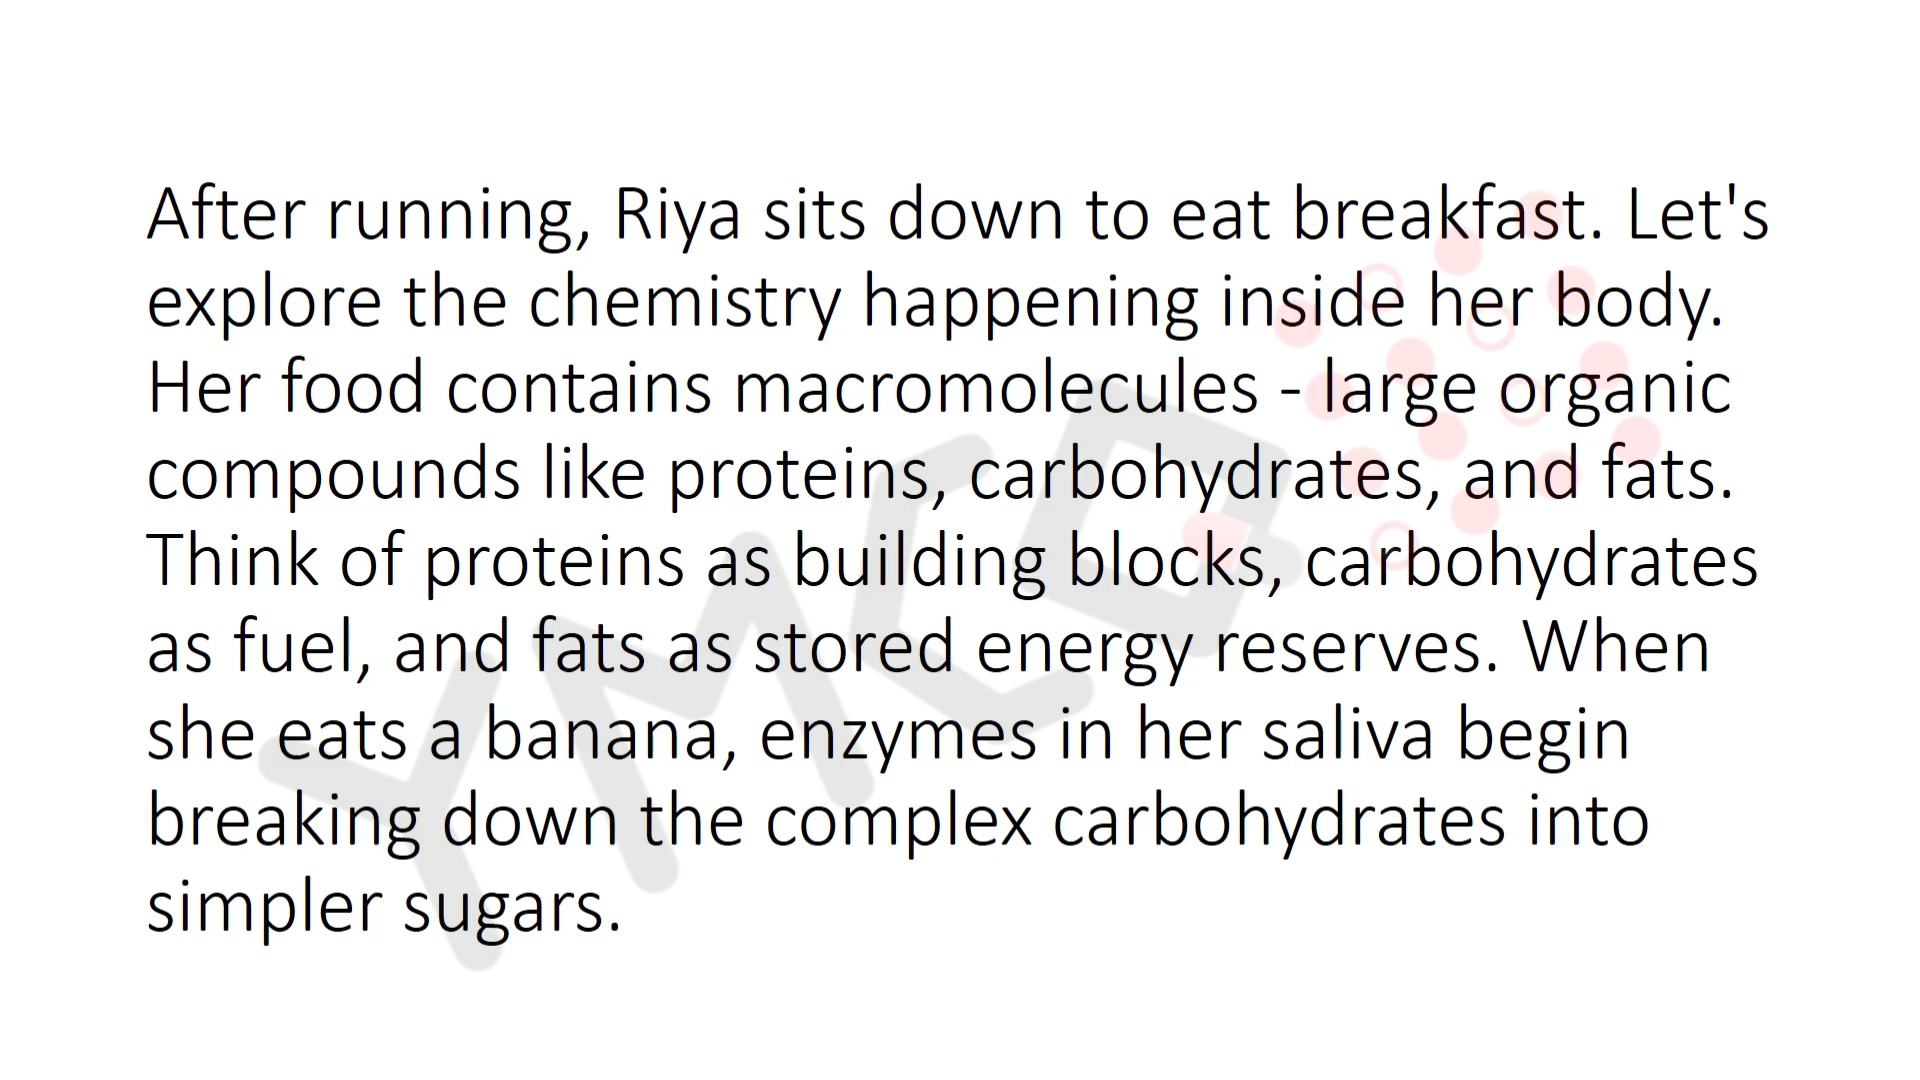 After running, Riya sits down to eat breakfast. Let's
explore the chemistry happening inside her body.
Her food contains macromolecules - large organic
compounds like proteins, carbohydrates, and fats.
Think of proteins as building blocks, carbohydrates
as fuel, and fats as stored energy reserves. When
she eats a banana, enzymes in her saliva begin
breaking down the complex carbohydrates into
simpler sugars.